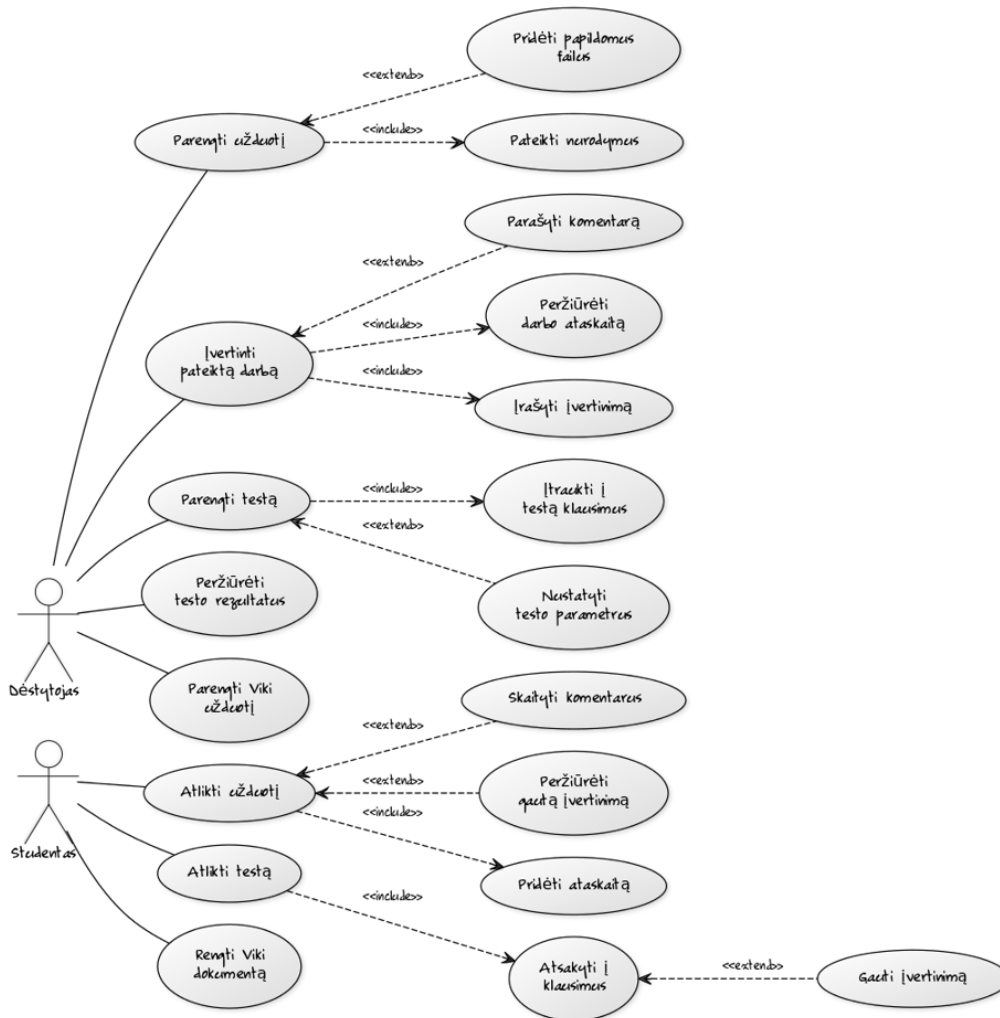 Pridėti papildomus
failus
<<extend>>
Parengti užduotį
<<include>>
Pateikti nurodymus
Parašyti komentarą
<<extend>>
Peržiūrėti
darbo ataskaitą
<<include>>
Įvertinti
pateiktą darbą
<<include>>
Įrašyti įvertinimą
Parengti testą
<<include>>
Įtraukti į
testą klausimus
<<extend>>
Peržiūrėti
testo rezultatus
Nustatyti
testo parametrus
Dėstytojas
Parengti Viki
užduotį
Skaityti komentarus
<<extend>>
Atlikti užduotį
<<extend>>
Peržiūrėti
gautą įvertinimą
Studentas
Atlikti testą
<<include>>
Pridėti ataskaitą
<<include>>
Rengti Viki
dokumentą
Atsakyti į
klausimus
<<extend>>
Gauti įvertinimą